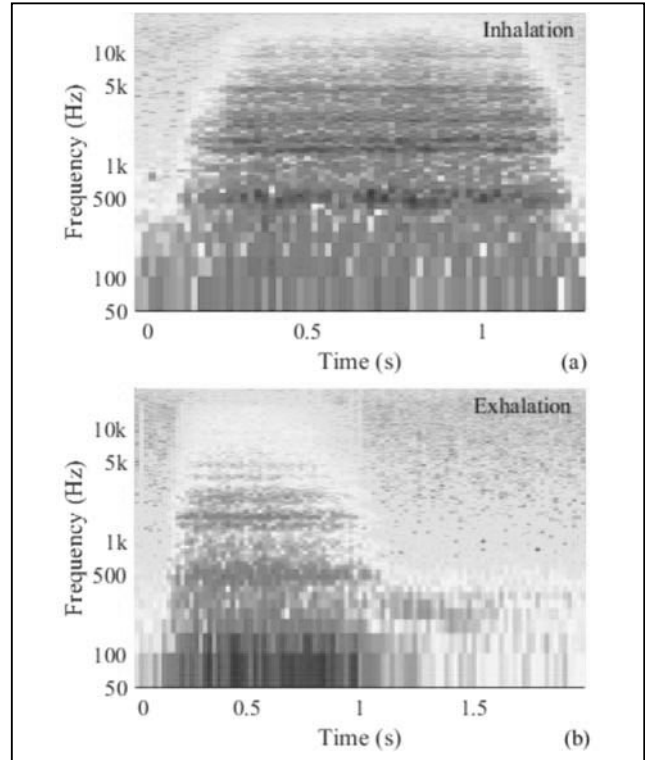 Inhalation
10k
5k
1k
500
100
50
Frequency (Hz)
0 0.5 1
Time (s)
(a)
Exhalation
10k
5k
1k
500
100
50
Frequency (Hz)
0 0.5 1 1.5
Time (s)
(b)